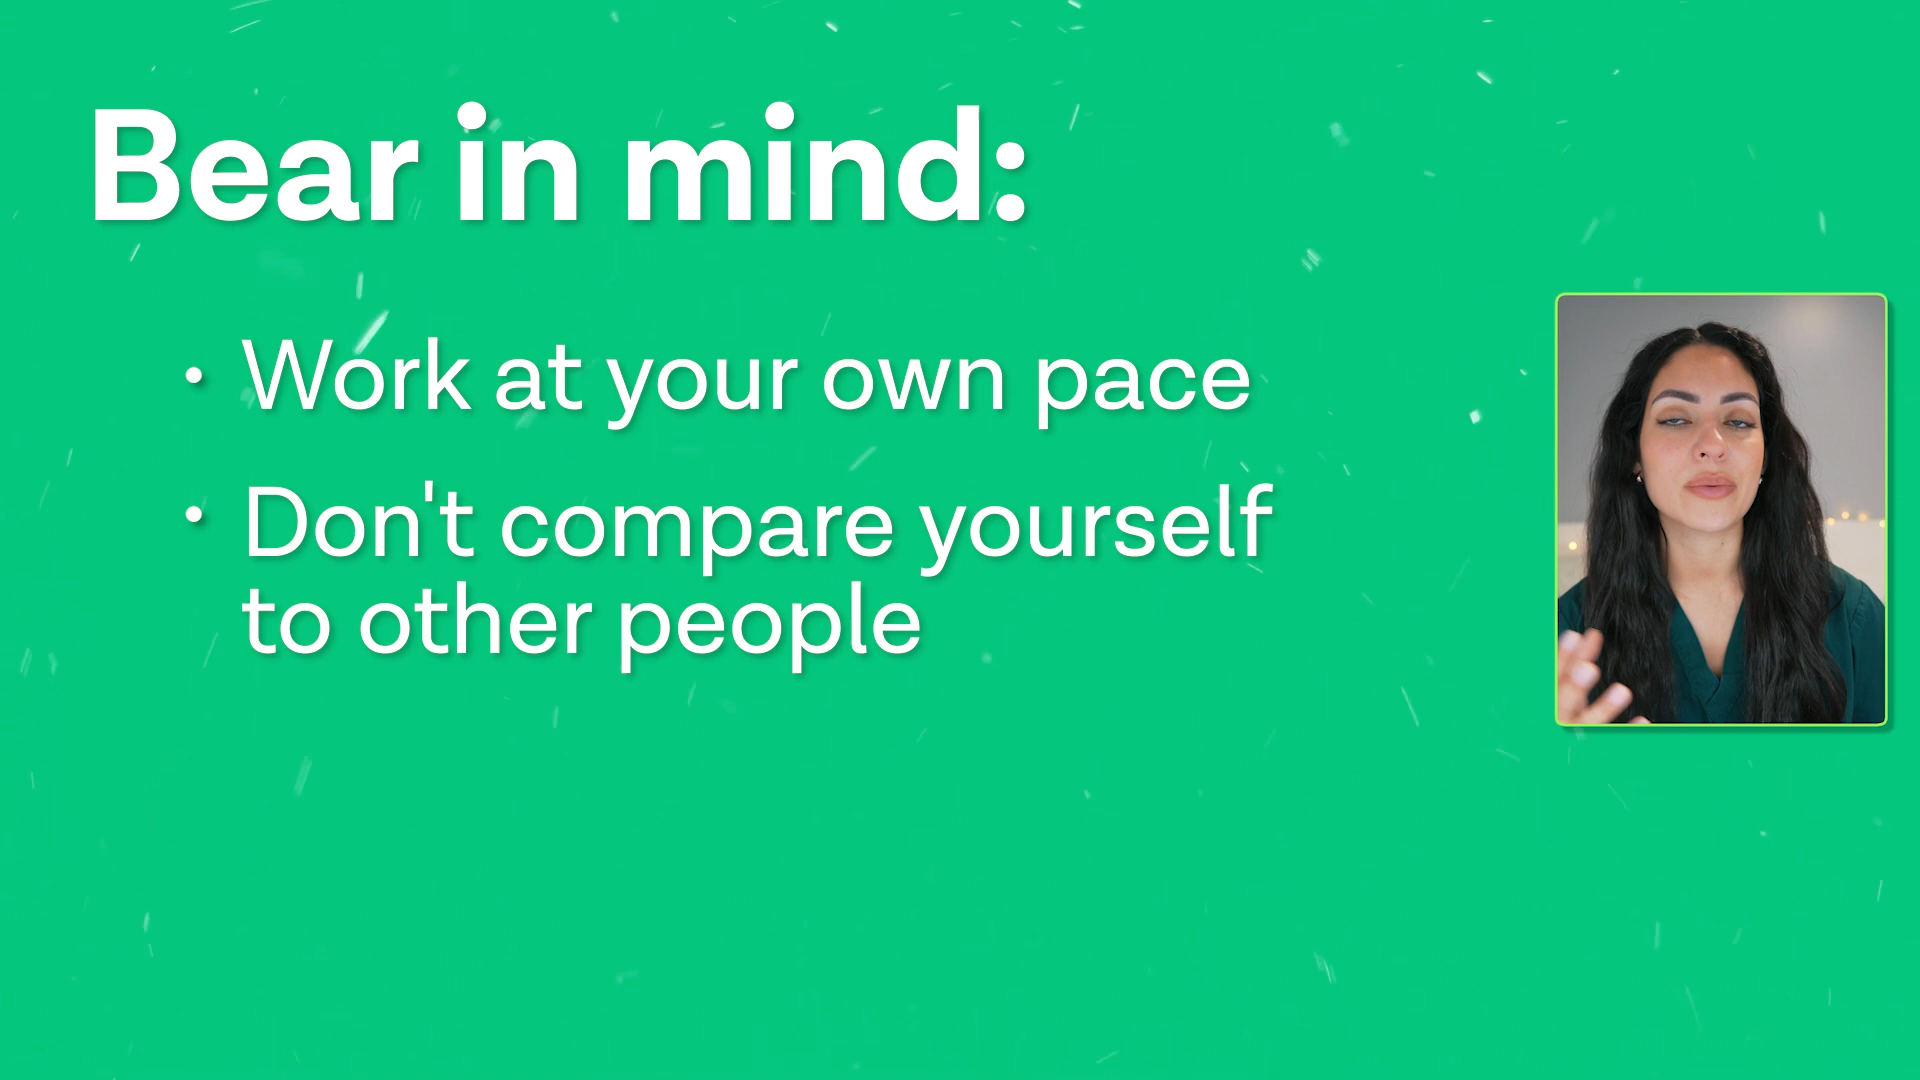 Bear in mind:
• Work at your own pace
• Don't compare yourself
to other people